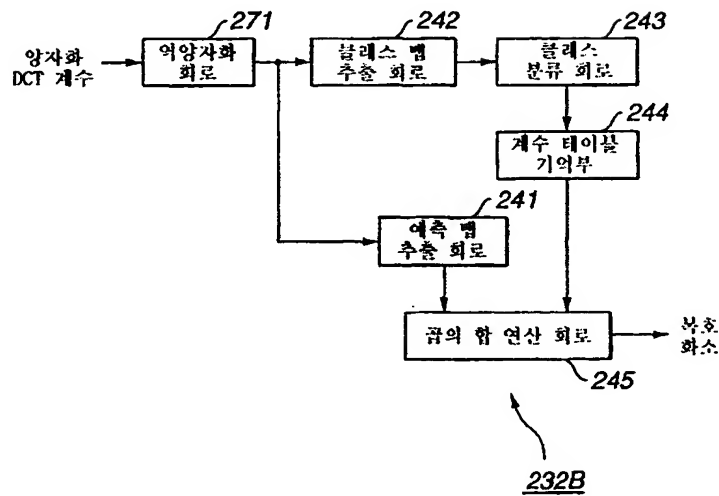 271
242
243
양자화
DCT 계수
역양자화
회로
클래스 탭
추출 회로
클래스
분류 회로
244
계수 테이블
기억부
241
예측 탭
추출 회로
곱의 합 연산 회로
복호
화소
245
232B